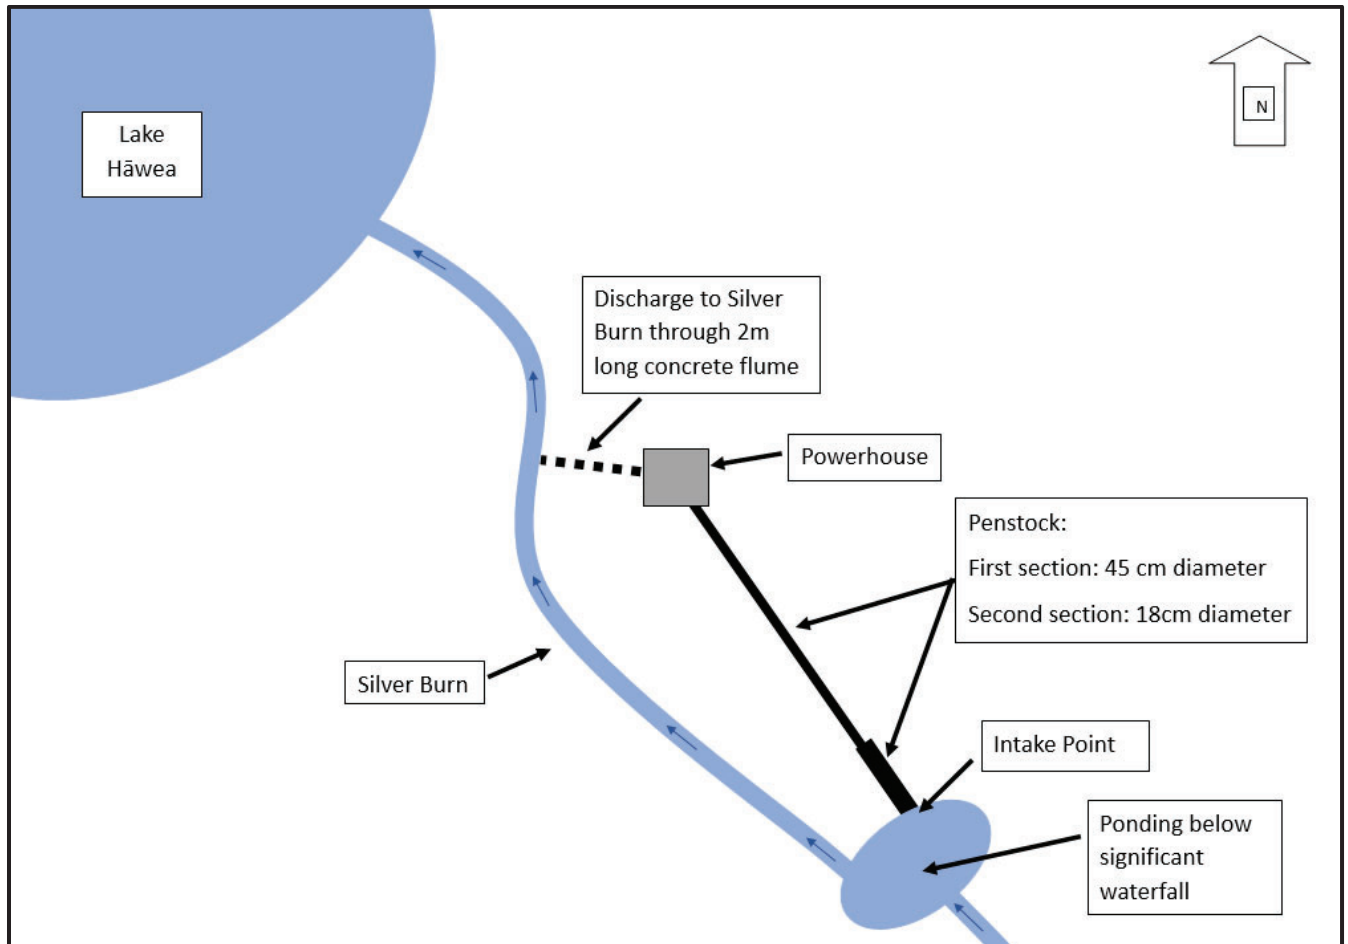 Lake
Hāwea
N
Discharge to Silver
Burn through 2m
long concrete flume
Powerhouse
Penstock:
First section: 45 cm diameter
Second section: 18cm diameter
Silver Burn
Intake Point
Ponding below
significant
waterfall